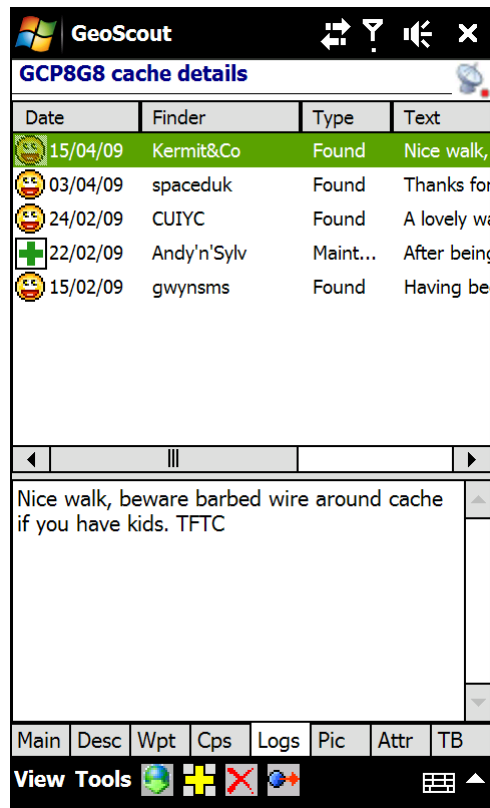 GeoScout
GCP8G8 cache details
Date Finder Type Text
15/04/09 Kermit&Co Found Nice walk,
03/04/09 spaceduk Found Thanks for
24/02/09 CUIYC Found A lovely wa
22/02/09 Andy'n'Sylv Maint... After being
15/02/09 gwynsms Found Having be
Nice walk, beware barbed wire around cache
if you have kids. TFTC
Main Desc Wpt Cps Logs Pic Attr TB
View Tools